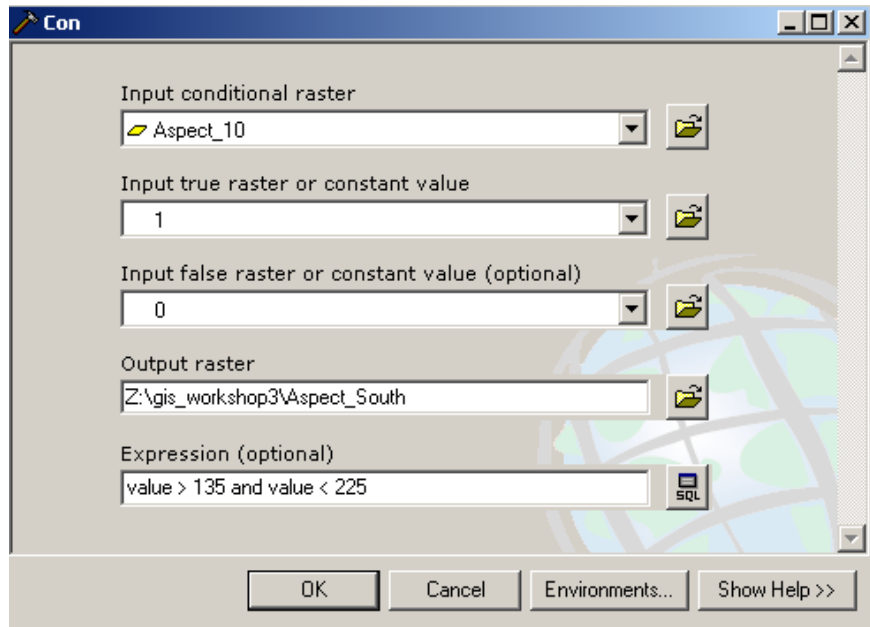 Con
Input conditional raster
Aspect_10
Input true raster or constant value
1
Input false raster or constant value (optional)
0
Output raster
Z:\gis_workshop3\Aspect_South
Expression (optional)
value > 135 and value < 225
SQL
OK Cancel Environments... Show Help >>